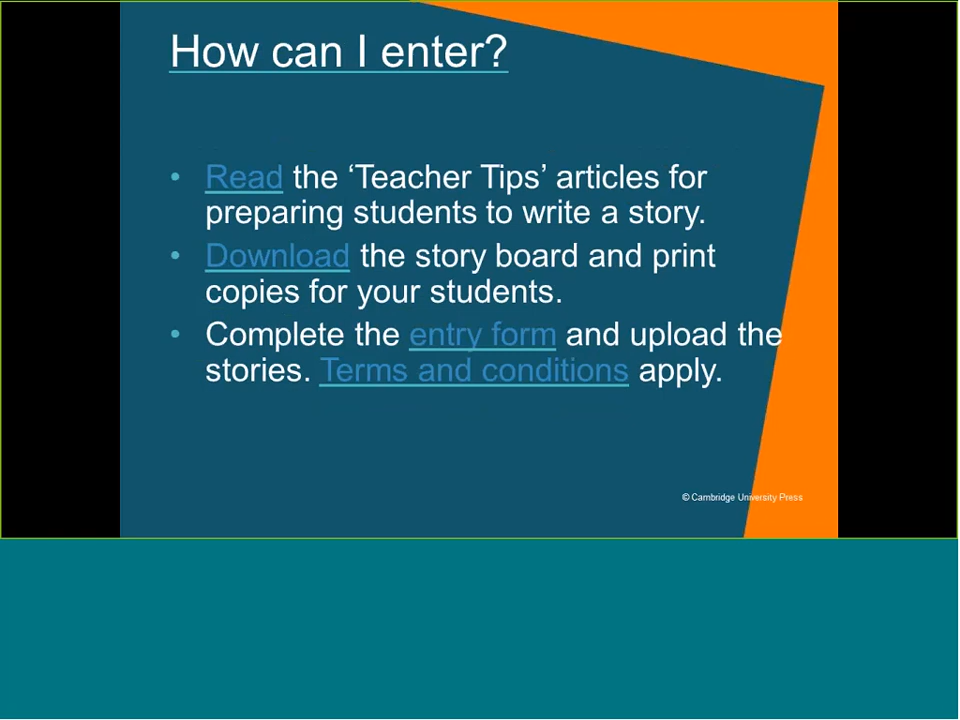 How can I enter?
• Read the ‘Teacher Tips’ articles for
preparing students to write a story.
• Download the story board and print
copies for your students.
• Complete the entry form and upload the
stories. Terms and conditions apply.
© Cambridge University Press